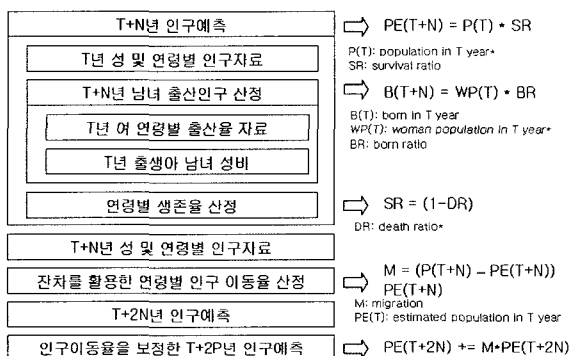 T+N년 인구예측
PE(T+N) = P(T) * SR
P(T): population in T year*
SR: survival ratio
T년 성 및 연령별 인구자료
T+N년 남녀 출산인구 산정
B(T+N) = WP(T) * BR
B(T): born in T year
WP(T): woman population in T year*
BR: born ratio
T년 여 연령별 출산율 자료
T년 출생아 남녀 성비
연령별 생존율 산정
SR = (1-DR)
DR: death ratio*
T+N년 성 및 연령별 인구자료
잔차를 활용한 연령별 인구 이동율 산정
M = (P(T+N) - PE(T+N))
PE(T+N)
M: migration
PE(T): estimated population in T year
T+2N년 인구예측
인구이동율을 보정한 T+2P년 인구예측
PE(T+2N) += M*PE(T+2N)